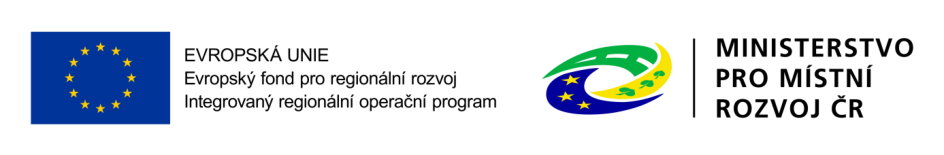 EVROPSKÁ UNIE
Evropský fond pro regionální rozvoj
Integrovaný regionální operační program
MINISTERSTVO
PRO MÍSTNÍ
ROZVOJ ČR